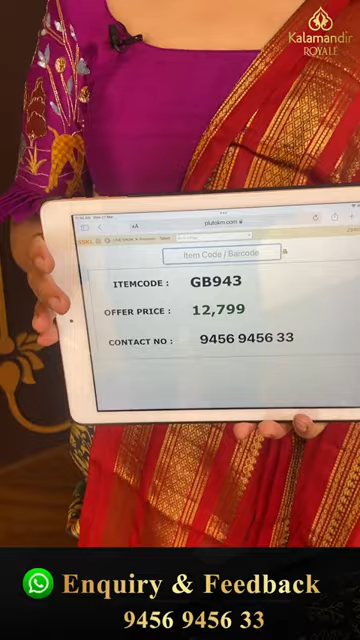 Kalamandir
ROYALE
plutokm.com
Item Code / Barcode
ITEMCODE : GB943
OFFER PRICE : 12,799
CONTACT NO : 9456 9456 33
Enquiry & Feedback
9456 9456 33